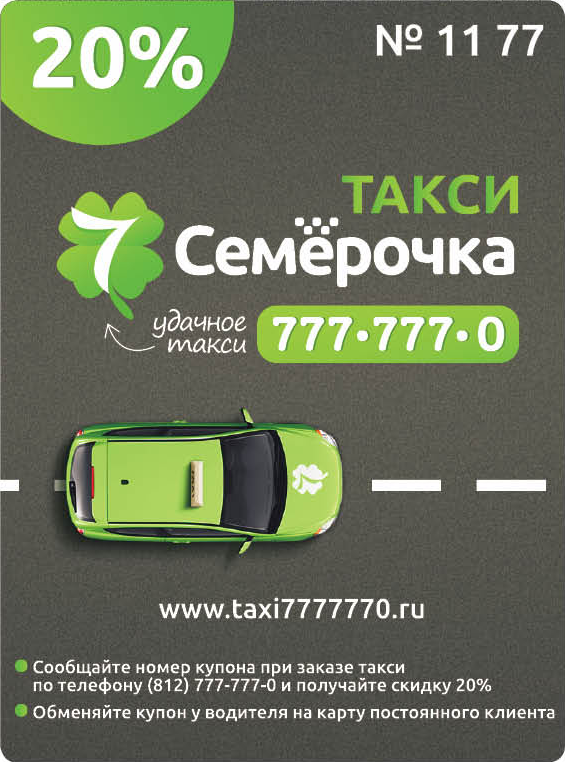 20%
№ 11 77
ТАКСИ
7
Семёрочка
удачное
такси
777•777•0
7
www.taxi7777770.ru
Сообщайте номер купона при заказе такси
по телефону (812) 777-777-0 и получайте скидку 20%
Обменяйте купон у водителя на карту постоянного клиента